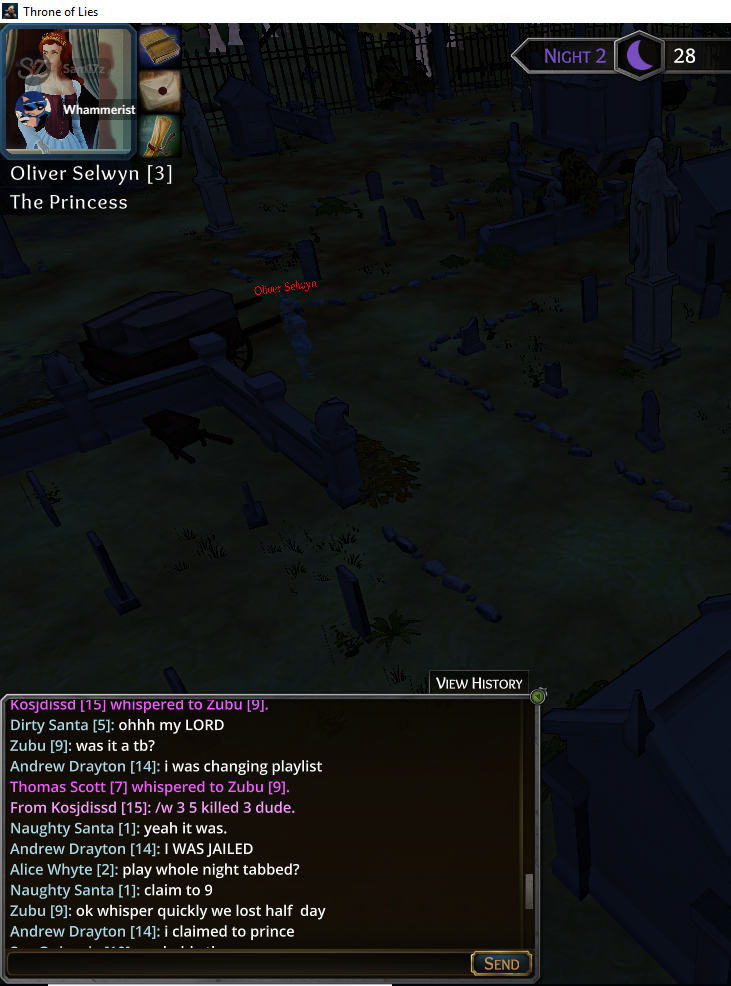 Throne of Lies
Sam17z
Whammerist
Oliver Selwyn [3]
The Princess
NIGHT 2
28
Oliver Selwyn
VIEW HISTORY
Kosjdissd [15] whispered to Zubu [9].
Dirty Santa [5]: ohhh my LORD
Zubu [9]: was it a tb?
Andrew Drayton [14]: i was changing playlist
Thomas Scott [7] whispered to Zubu [9].
From Kosjdissd [15]: /w 3 5 killed 3 dude.
Naughty Santa [1]: yeah it was.
Andrew Drayton [14]: I WAS JAILED
Alice Whyte [2]: play whole night tabbed?
Naughty Santa [1]: claim to 9
Zubu [9]: ok whisper quickly we lost half day
Andrew Drayton [14]: i claimed to prince
SEND